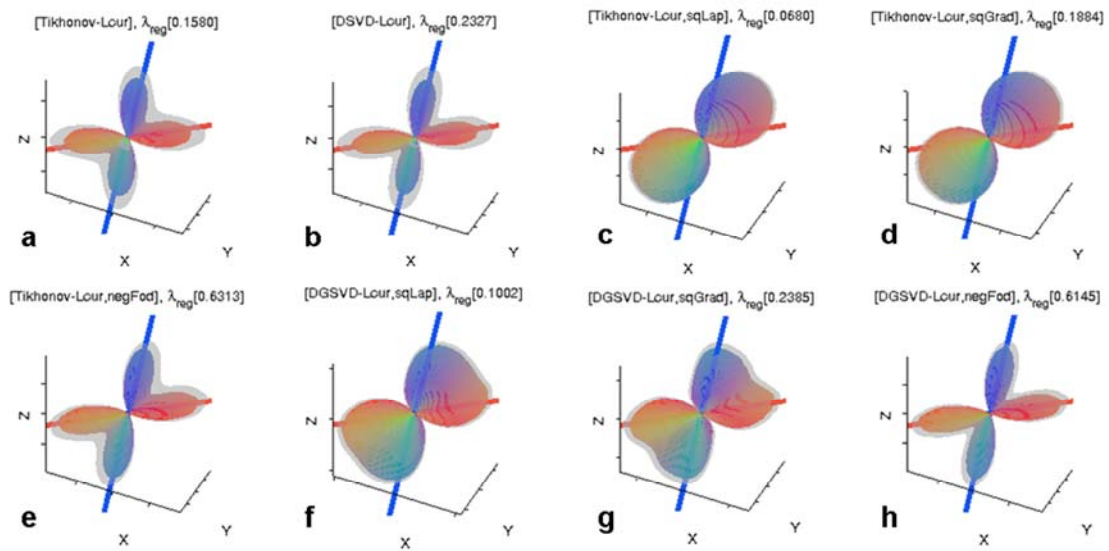 [Tikhonov-Lcur], λreg[0.1580]
[DSVD-Lcur], λreg[0.2327]
[Tikhonov-Lcur,sqLap], λreg[0.0680]
[Tikhonov-Lcur,sqGrad], λreg[0.1884]
Z
X
Y
a
Z
X
Y
b
Z
X
Y
c
Z
X
Y
d
[Tikhonov-Lcur,negFod], λreg[0.6313]
[DGSVD-Lcur,sqLap], λreg[0.1002]
[DGSVD-Lcur,sqGrad], λreg[0.2385]
[DGSVD-Lcur,negFod], λreg[0.6145]
Z
X
Y
e
Z
X
Y
f
Z
X
Y
g
Z
X
Y
h